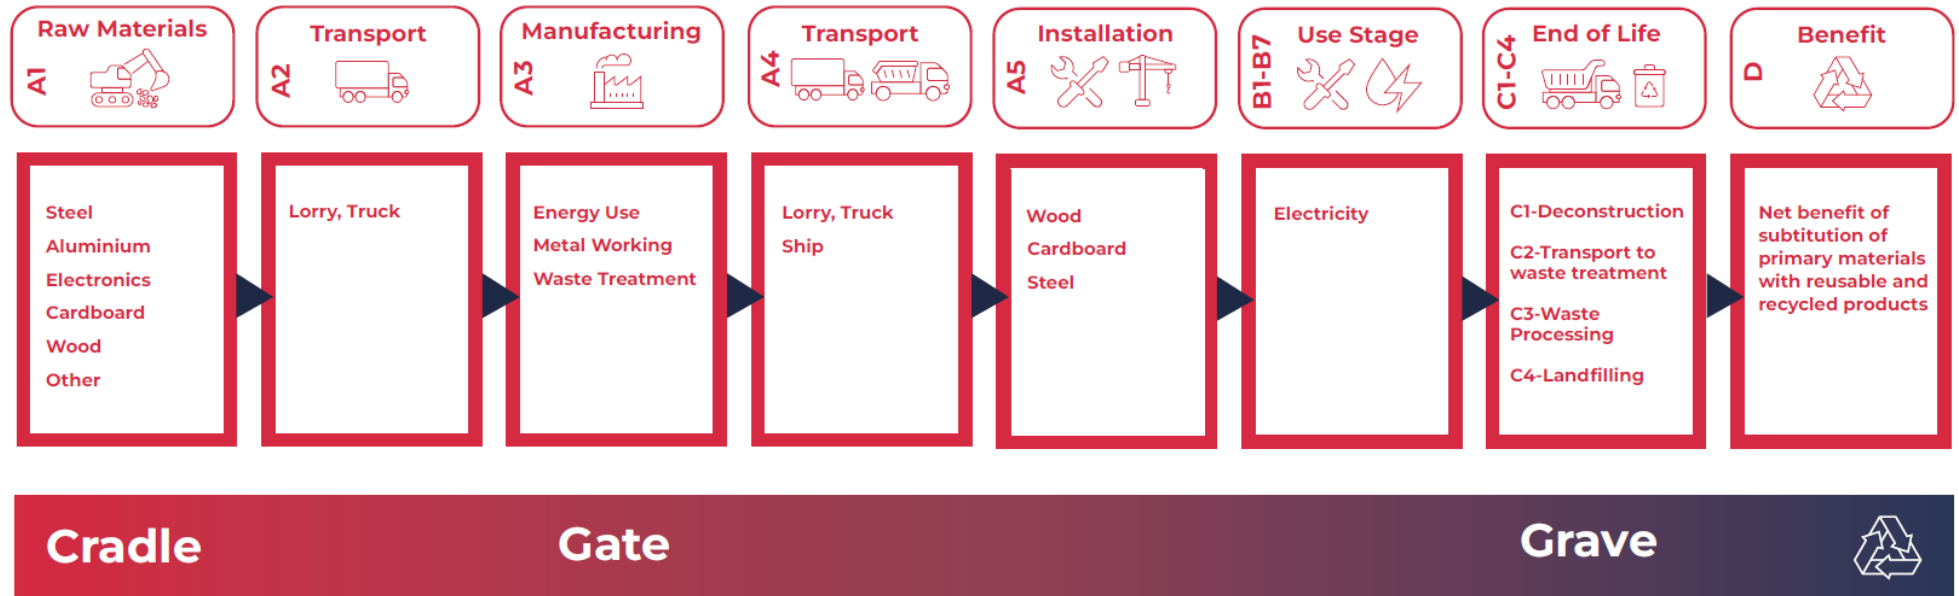 Raw Materials
A1
Transport
A2
Manufacturing
A3
Transport
A4
Installation
A5
Use Stage
B1-B7
End of Life
C1-C4
Benefit
D
Steel
Aluminium
Electronics
Cardboard
Wood
Other
Lorry, Truck
Energy Use
Metal Working
Waste Treatment
Lorry, Truck
Ship
Wood
Cardboard
Steel
Electricity
C1-Deconstruction
C2-Transport to
waste treatment
C3-Waste
Processing
C4-Landfilling
Net benefit of
subtitution of
primary materials
with reusable and
recycled products
Cradle
Gate
Grave